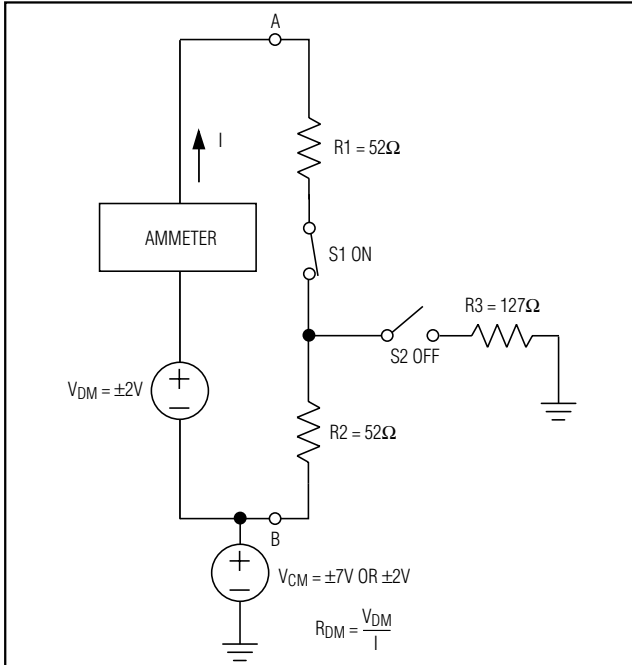 A
I
R1 = 52Ω
AMMETER
S1 ON
R3 = 127Ω
S2 OFF
V_DM = ±2V
R2 = 52Ω
B
V_CM = ±7V OR ±2V
R_DM = V_DM / I